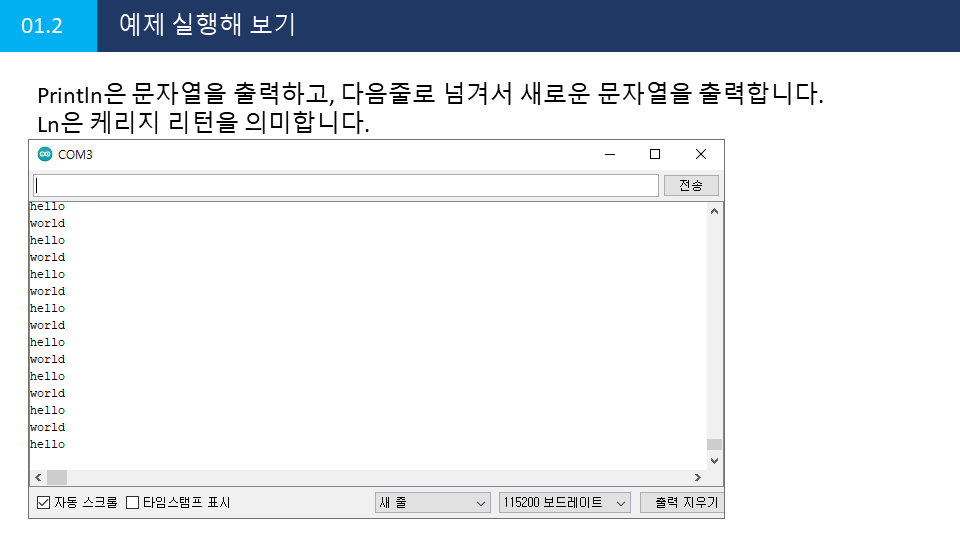 01.2 예제 실행해 보기
Println은 문자열을 출력하고, 다음줄로 넘겨서 새로운 문자열을 출력합니다.
Ln은 케리지 리턴을 의미합니다.
COM3
전송
hello
world
hello
world
hello
world
hello
world
hello
world
hello
world
hello
world
hello
자동 스크롤 타임스탬프 표시 새 줄 115200 보드레이트 출력 지우기